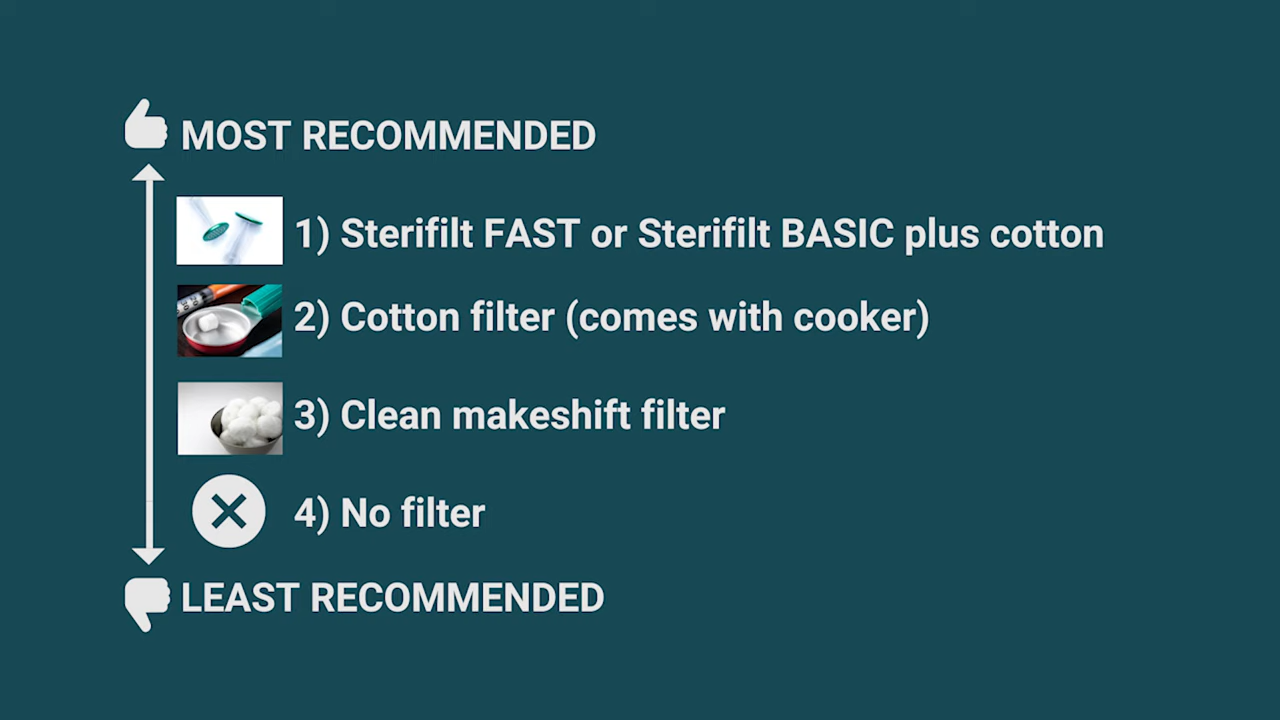 MOST RECOMMENDED
1) Sterifilt FAST or Sterifilt BASIC plus cotton
2) Cotton filter (comes with cooker)
3) Clean makeshift filter
4) No filter
LEAST RECOMMENDED